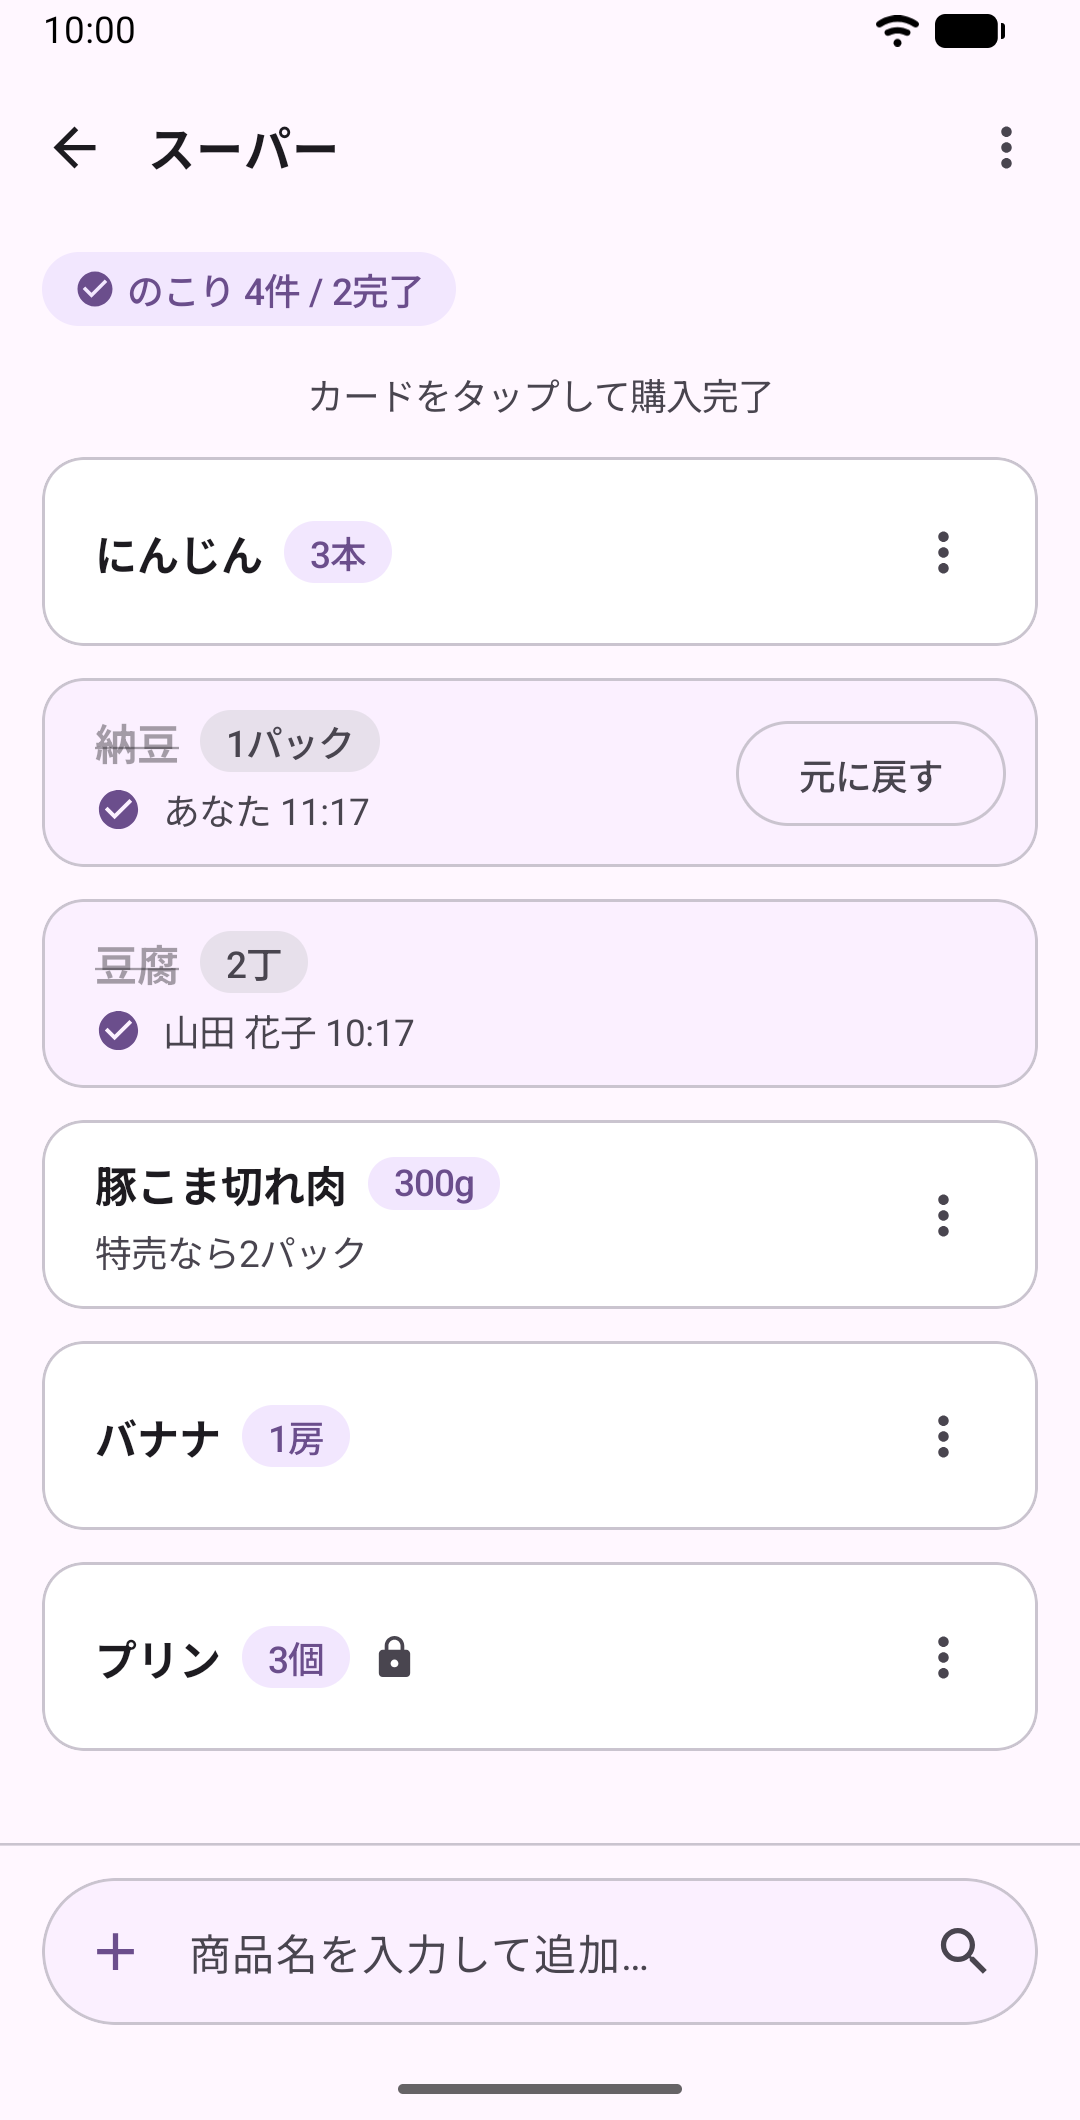 10:00
スーパー
のこり 4件 / 2完了
カードをタップして購入完了
にんじん 3本
納豆 1パック
あなた 11:17
元に戻す
豆腐 2丁
山田 花子 10:17
豚こま切れ肉 300g
特売なら2パック
バナナ 1房
プリン 3個
商品名を入力して追加...